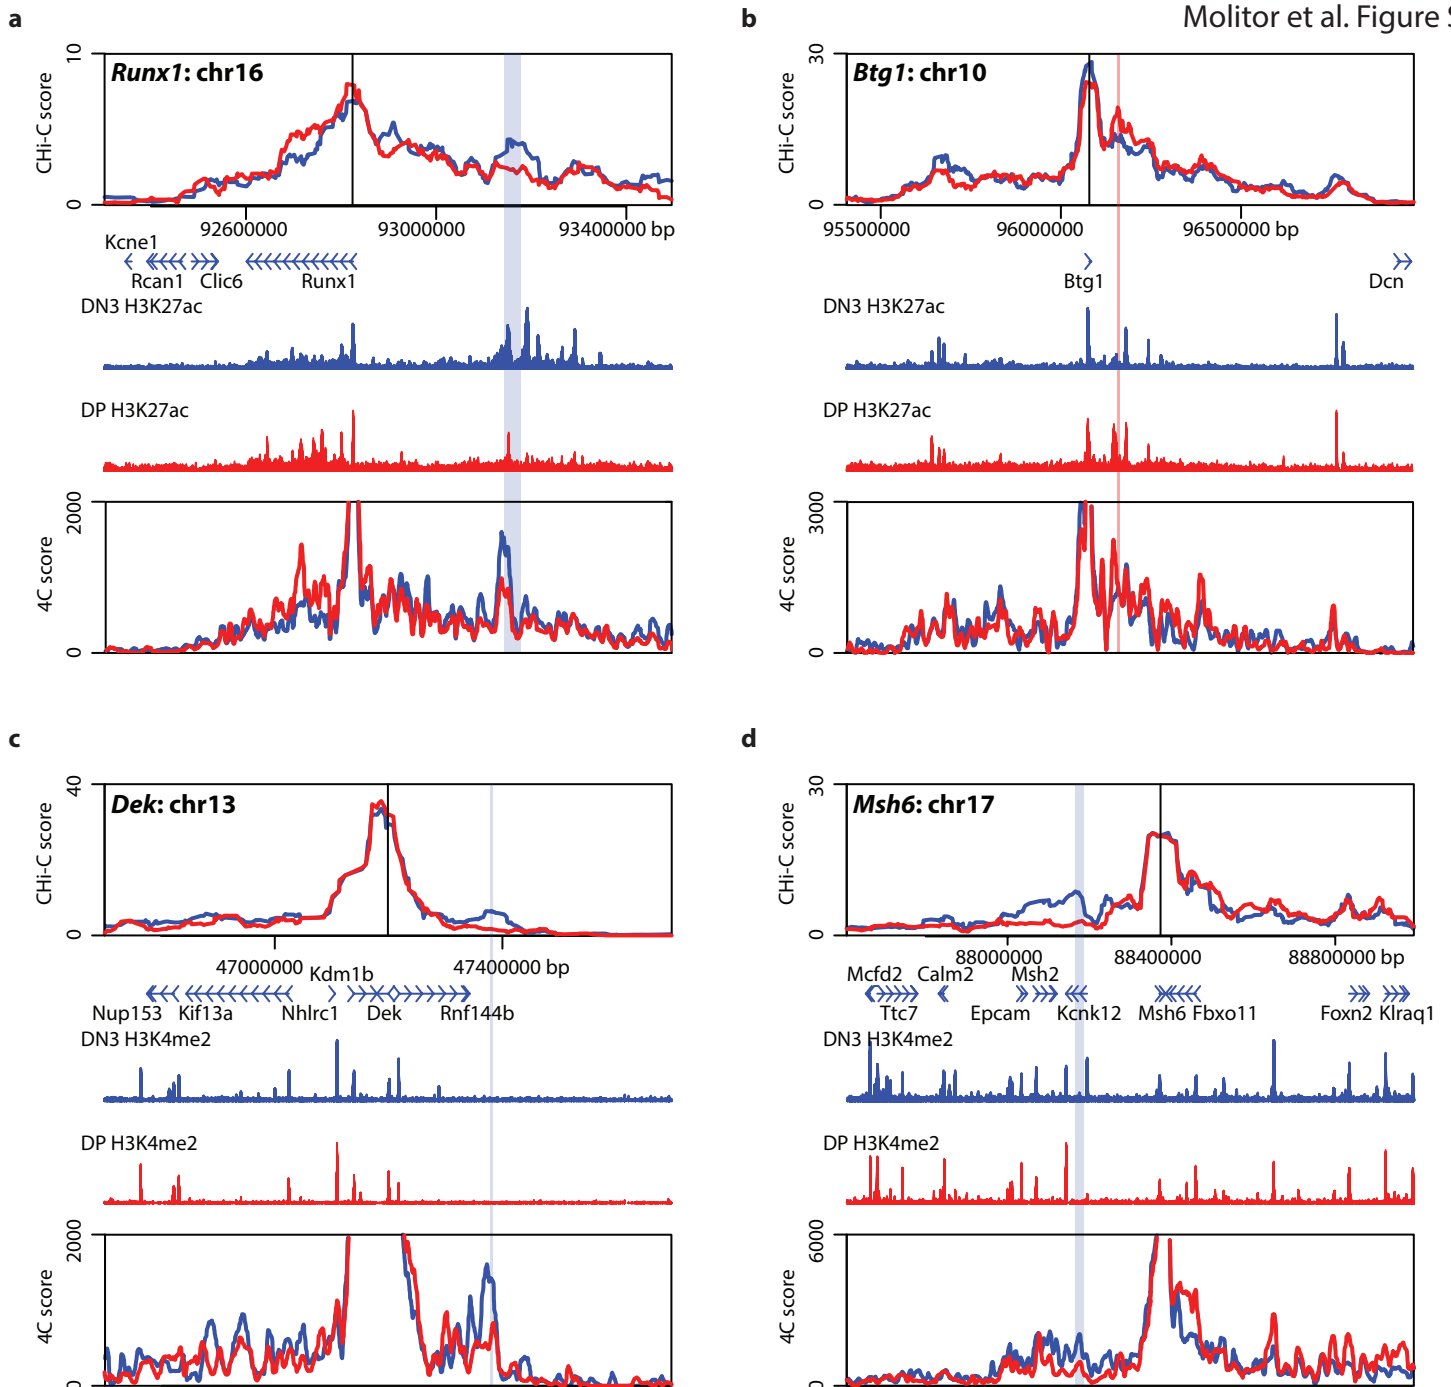 Molitor et al. Figure S
a
10
0
CHi-C score
Runx1: chr16
92600000 93000000 93400000 bp
Kcne1
Rcan1 Clic6 Runx1
DN3 H3K27ac
DP H3K27ac
2000
0
4C score
b
30
0
CHi-C score
Btg1: chr10
95500000 96000000 96500000 bp
Btg1 Dcn
DN3 H3K27ac
DP H3K27ac
3000
0
4C score
c
40
0
CHi-C score
Dek: chr13
47000000 47400000 bp
Kdm1b
Nup153 Kif13a Nhlrc1 Dek Rnf144b
DN3 H3K4me2
DP H3K4me2
2000
0
4C score
d
30
0
CHi-C score
Msh6: chr17
88000000 88400000 88800000 bp
Mcfd2 Calm2 Msh2
Ttc7 Epcam Kcnk12 Msh6 Fbxo11 Foxn2 Klraq1
DN3 H3K4me2
DP H3K4me2
6000
0
4C score